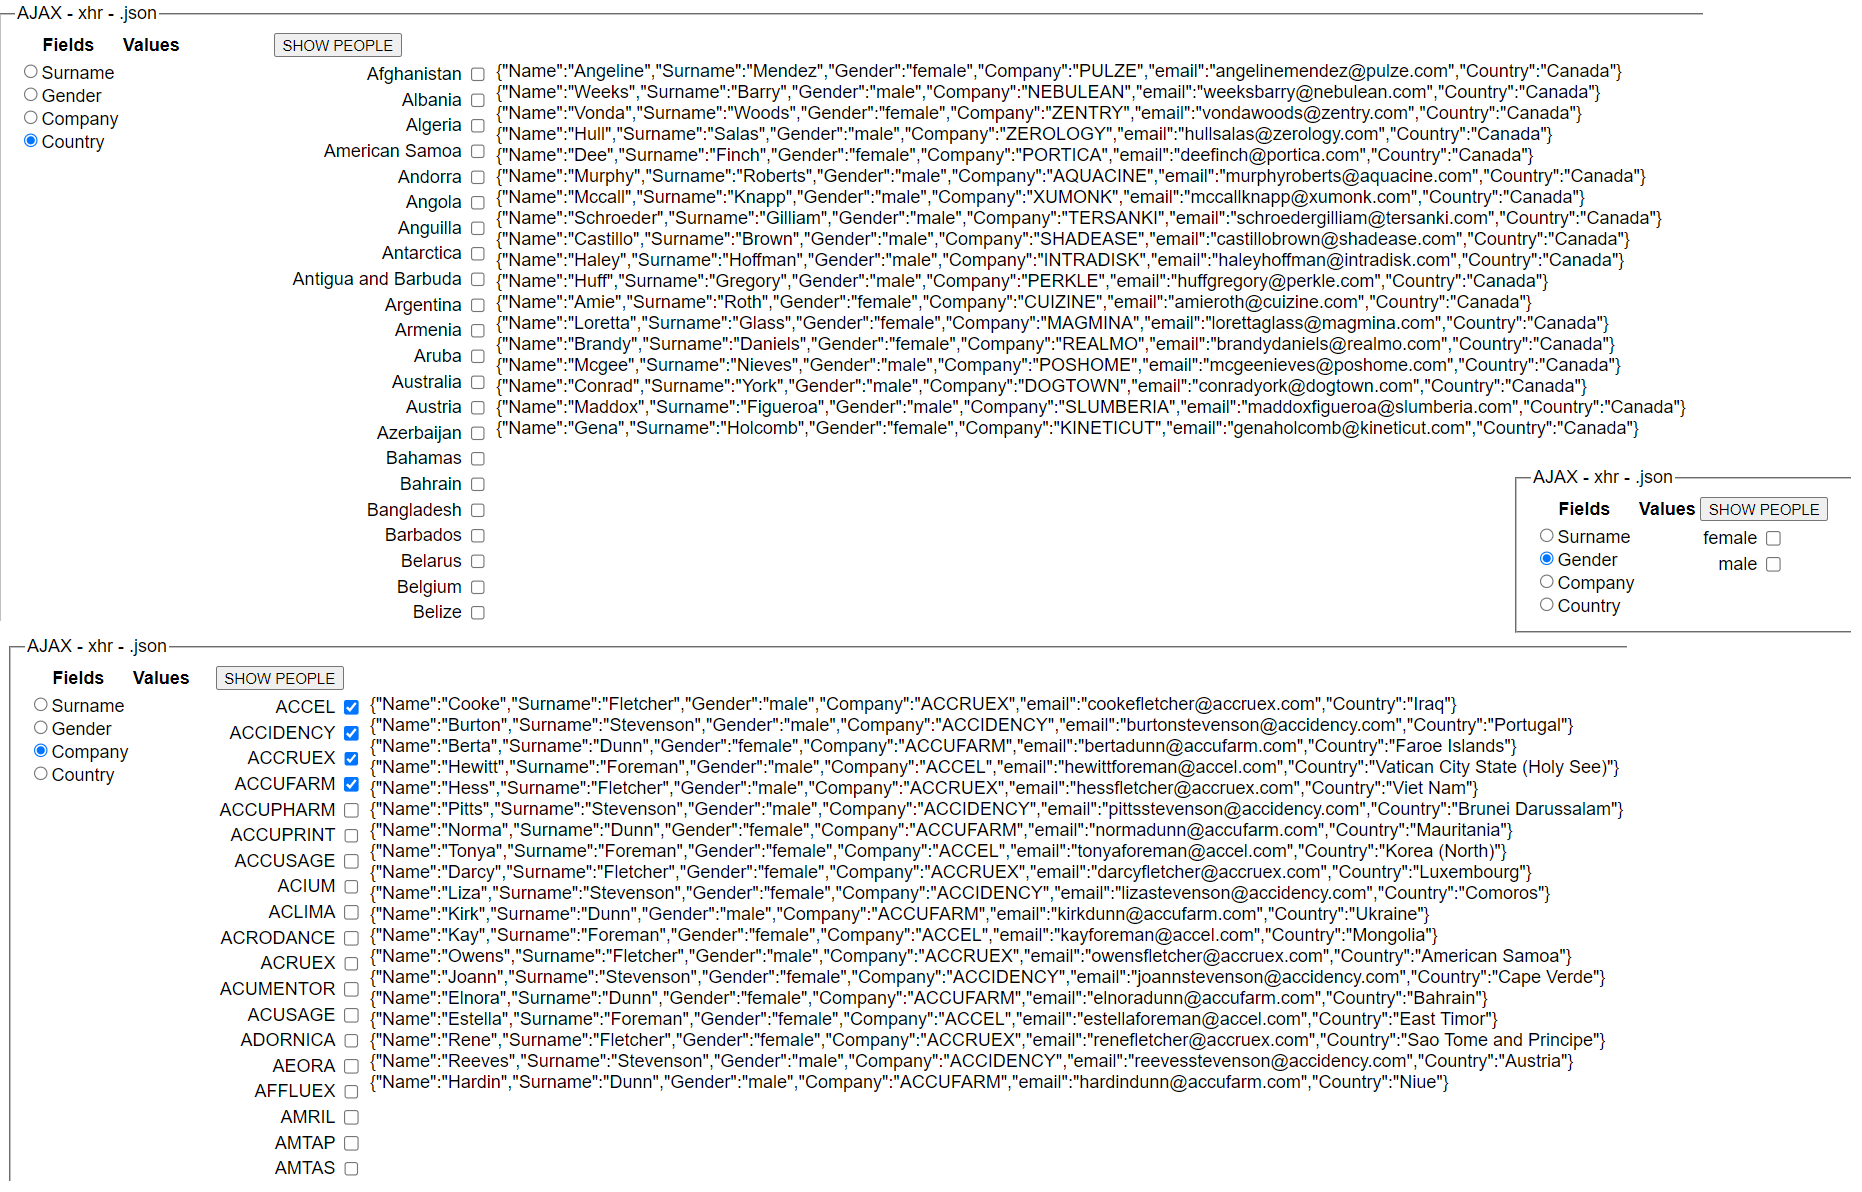 AJAX - xhr - .json
Fields Values SHOW PEOPLE
Surname
Gender
Company
Country
Afghanistan
Albania
Algeria
American Samoa
Andorra
Angola
Anguilla
Antarctica
Antigua and Barbuda
Argentina
Armenia
Aruba
Australia
Austria
Azerbaijan
Bahamas
Bahrain
Bangladesh
Barbados
Belarus
Belgium
Belize
{"Name":"Angeline","Surname":"Mendez","Gender":"female","Company":"PULZE","email":"angelinemendez@pulze.com","Country":"Canada"}
{"Name":"Weeks","Surname":"Barry","Gender":"male","Company":"NEBULEAN","email":"weeksbarry@nebulean.com","Country":"Canada"}
{"Name":"Vonda","Surname":"Woods","Gender":"female","Company":"ZENTRY","email":"vondawoods@zentry.com","Country":"Canada"}
{"Name":"Hull","Surname":"Salas","Gender":"male","Company":"ZEROLOGY","email":"hullsalas@zerology.com","Country":"Canada"}
{"Name":"Dee","Surname":"Finch","Gender":"female","Company":"PORTICA","email":"deefinch@portica.com","Country":"Canada"}
{"Name":"Murphy","Surname":"Roberts","Gender":"male","Company":"AQUACINE","email":"murphyroberts@aquacine.com","Country":"Canada"}
{"Name":"Mccall","Surname":"Knapp","Gender":"male","Company":"XUMONK","email":"mccallknapp@xumonk.com","Country":"Canada"}
{"Name":"Schroeder","Surname":"Gilliam","Gender":"male","Company":"TERSANKI","email":"schroedergilliam@tersanki.com","Country":"Canada"}
{"Name":"Castillo","Surname":"Brown","Gender":"male","Company":"SHADEASE","email":"castillobrown@shadease.com","Country":"Canada"}
{"Name":"Haley","Surname":"Hoffman","Gender":"male","Company":"INTRADISK","email":"haleyhoffman@intradisk.com","Country":"Canada"}
{"Name":"Huff","Surname":"Gregory","Gender":"male","Company":"PERKLE","email":"huffgregory@perkle.com","Country":"Canada"}
{"Name":"Amie","Surname":"Roth","Gender":"female","Company":"CUIZINE","email":"amieroth@cuizine.com","Country":"Canada"}
{"Name":"Loretta","Surname":"Glass","Gender":"female","Company":"MAGMINA","email":"lorettaglass@magmina.com","Country":"Canada"}
{"Name":"Brandy","Surname":"Daniels","Gender":"female","Company":"REALMO","email":"brandydaniels@realmo.com","Country":"Canada"}
{"Name":"Mcgee","Surname":"Nieves","Gender":"male","Company":"POSHOME","email":"mcgeenieves@poshome.com","Country":"Canada"}
{"Name":"Conrad","Surname":"York","Gender":"male","Company":"DOGTOWN","email":"conradyork@dogtown.com","Country":"Canada"}
{"Name":"Maddox","Surname":"Figueroa","Gender":"male","Company":"SLUMBERIA","email":"maddoxfigueroa@slumberia.com","Country":"Canada"}
{"Name":"Gena","Surname":"Holcomb","Gender":"female","Company":"KINETICUT","email":"genaholcomb@kineticut.com","Country":"Canada"}
AJAX - xhr - .json
Fields Values SHOW PEOPLE
Surname
Gender
Company
Country
female
male
AJAX - xhr - .json
Fields Values SHOW PEOPLE
Surname
Gender
Company
Country
ACCEL
ACCIDENCY
ACCRUEX
ACCUFARM
ACCUPHARM
ACCUPRINT
ACCUSAGE
ACIUM
ACLIMA
ACRODANCE
ACRUEX
ACUMENTOR
ACUSAGE
ADORNICA
AEORA
AFFLUEX
AMRIL
AMTAP
AMTAS
{"Name":"Cooke","Surname":"Fletcher","Gender":"male","Company":"ACCRUEX","email":"cookefletcher@accruex.com","Country":"Iraq"}
{"Name":"Burton","Surname":"Stevenson","Gender":"male","Company":"ACCIDENCY","email":"burtonstevenson@accidency.com","Country":"Portugal"}
{"Name":"Berta","Surname":"Dunn","Gender":"female","Company":"ACCUFARM","email":"bertadunn@accufarm.com","Country":"Faroe Islands"}
{"Name":"Hewitt","Surname":"Foreman","Gender":"male","Company":"ACCEL","email":"hewittforeman@accel.com","Country":"Vatican City State (Holy See)"}
{"Name":"Hess","Surname":"Fletcher","Gender":"male","Company":"ACCRUEX","email":"hessfletcher@accruex.com","Country":"Viet Nam"}
{"Name":"Pitts","Surname":"Stevenson","Gender":"male","Company":"ACCIDENCY","email":"pittsstevenson@accidency.com","Country":"Brunei Darussalam"}
{"Name":"Norma","Surname":"Dunn","Gender":"female","Company":"ACCUFARM","email":"normadunn@accufarm.com","Country":"Mauritania"}
{"Name":"Tonya","Surname":"Foreman","Gender":"female","Company":"ACCEL","email":"tonyaforeman@accel.com","Country":"Korea (North)"}
{"Name":"Darcy","Surname":"Fletcher","Gender":"female","Company":"ACCRUEX","email":"darcyfletcher@accruex.com","Country":"Luxembourg"}
{"Name":"Liza","Surname":"Stevenson","Gender":"female","Company":"ACCIDENCY","email":"lizastevenson@accidency.com","Country":"Comoros"}
{"Name":"Kirk","Surname":"Dunn","Gender":"male","Company":"ACCUFARM","email":"kirkdunn@accufarm.com","Country":"Ukraine"}
{"Name":"Kay","Surname":"Foreman","Gender":"female","Company":"ACCEL","email":"kayforeman@accel.com","Country":"Mongolia"}
{"Name":"Owens","Surname":"Fletcher","Gender":"male","Company":"ACCRUEX","email":"owensfletcher@accruex.com","Country":"American Samoa"}
{"Name":"Joann","Surname":"Stevenson","Gender":"female","Company":"ACCIDENCY","email":"joannstevenson@accidency.com","Country":"Cape Verde"}
{"Name":"Elnora","Surname":"Dunn","Gender":"female","Company":"ACCUFARM","email":"elnoradunn@accufarm.com","Country":"Bahrain"}
{"Name":"Estella","Surname":"Foreman","Gender":"female","Company":"ACCEL","email":"estellaforeman@accel.com","Country":"East Timor"}
{"Name":"Rene","Surname":"Fletcher","Gender":"female","Company":"ACCRUEX","email":"renefletcher@accruex.com","Country":"Sao Tome and Principe"}
{"Name":"Reeves","Surname":"Stevenson","Gender":"male","Company":"ACCIDENCY","email":"reevesstevenson@accidency.com","Country":"Austria"}
{"Name":"Hardin","Surname":"Dunn","Gender":"male","Company":"ACCUFARM","email":"hardindunn@accufarm.com","Country":"Niue"}